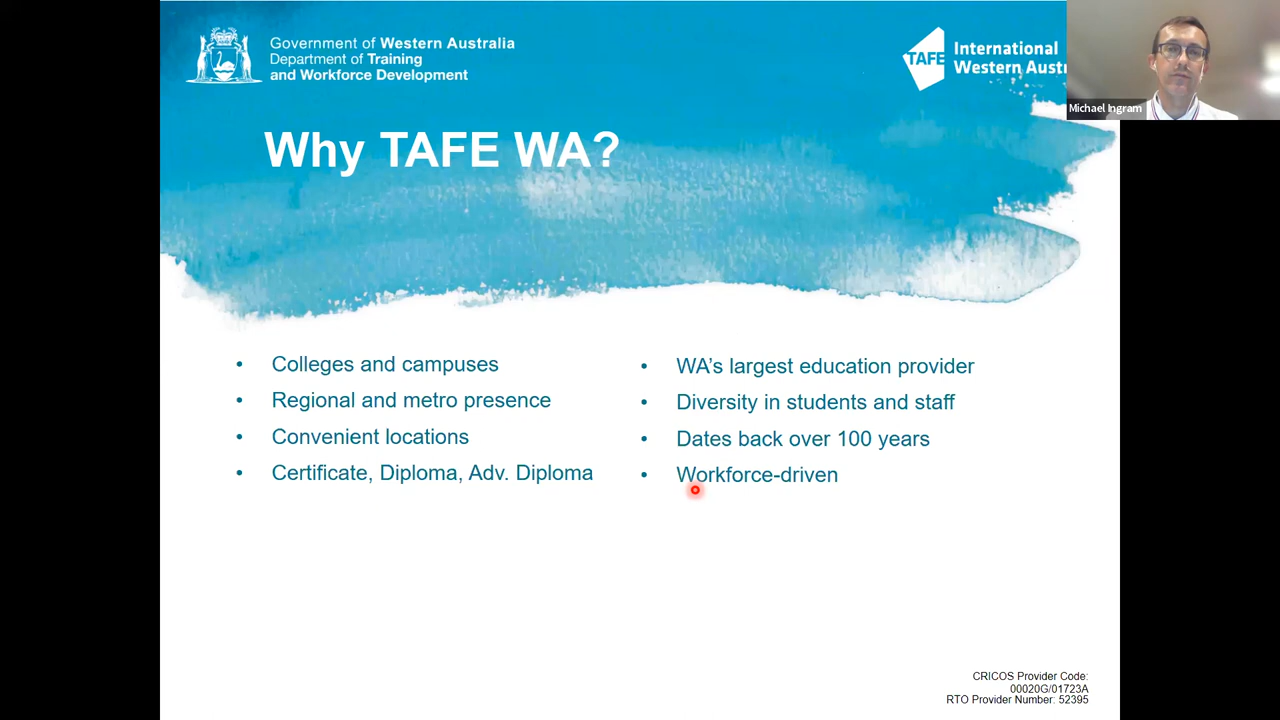 Government of Western Australia
Department of Training
and Workforce Development
TAFE
International
Western Austr
Michael Ingram
Why TAFE WA?
• Colleges and campuses
• Regional and metro presence
• Convenient locations
• Certificate, Diploma, Adv. Diploma
• WA’s largest education provider
• Diversity in students and staff
• Dates back over 100 years
• Workforce-driven
CRICOS Provider Code:
00020G/01723A
RTO Provider Number: 52395